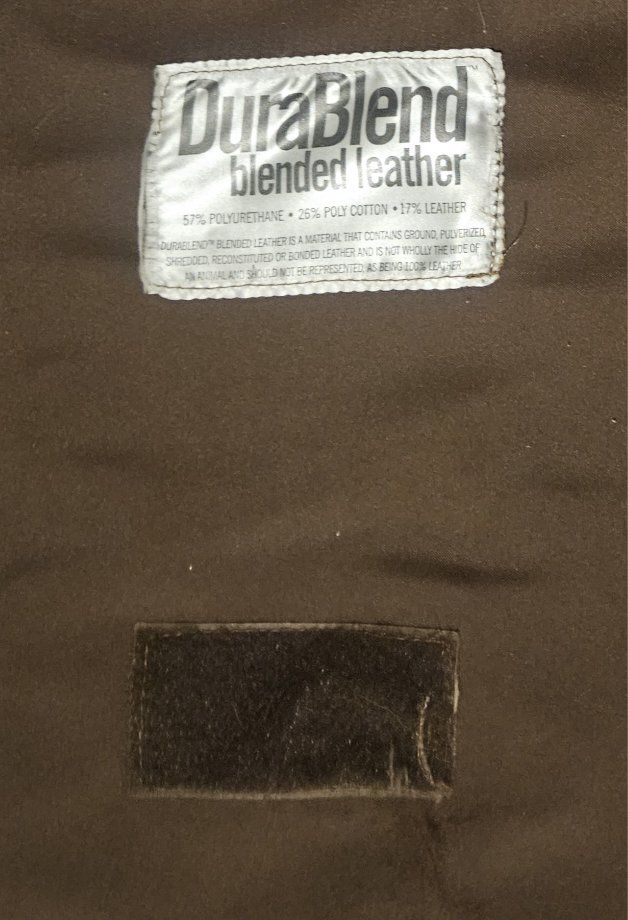 DuraBlend™
blended leather
57% POLYURETHANE • 26% POLY COTTON • 17% LEATHER
DURABLEND™ BLENDED LEATHER IS A MATERIAL THAT CONTAINS GROUND, PULVERIZED,
SHREDDED, RECONSTITUTED OR BONDED LEATHER AND IS NOT WHOLLY THE HIDE OF
AN ANIMAL AND SHOULD NOT BE REPRESENTED AS BEING 100% LEATHER